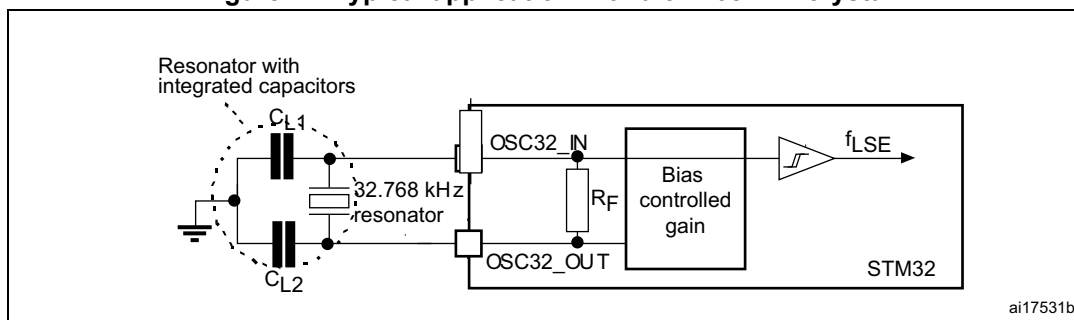 Resonator with
integrated capacitors
CL1
OSC32_IN
fLSE
32.768 kHz
resonator
RF
Bias
controlled
gain
OSC32_OUT
STM32
CL2
ai17531b